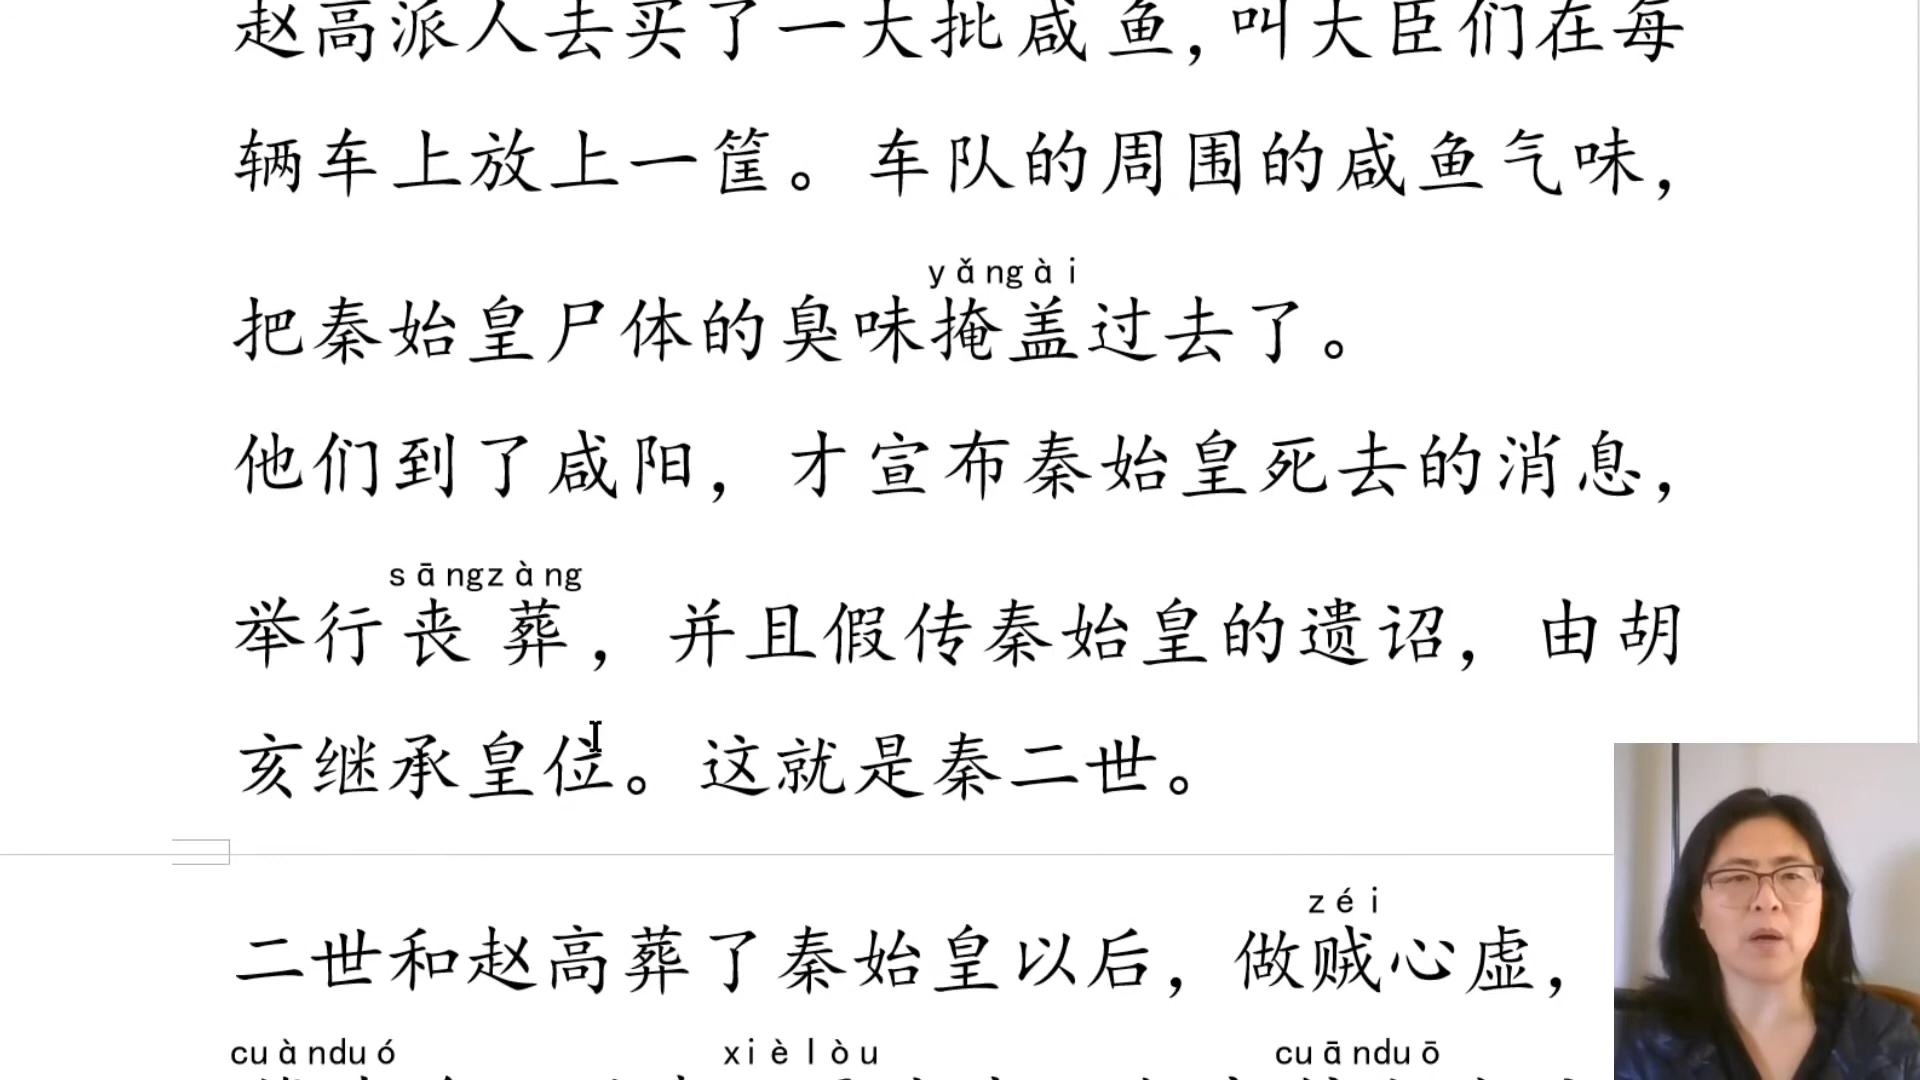 赵高派人去买了一大批咸鱼,叫大臣们在每
辆车上放上一筐。车队的周围的咸鱼气味,
yǎngài
把秦始皇尸体的臭味掩盖过去了。
他们到了咸阳，才宣布秦始皇死去的消息,
sāngzàng
举行丧葬，并且假传秦始皇的遗诏，由胡
亥继承皇位。这就是秦二世。
zéi
二世和赵高葬了秦始皇以后，做贼心虚,
cuànduó xièlòu cuānduō